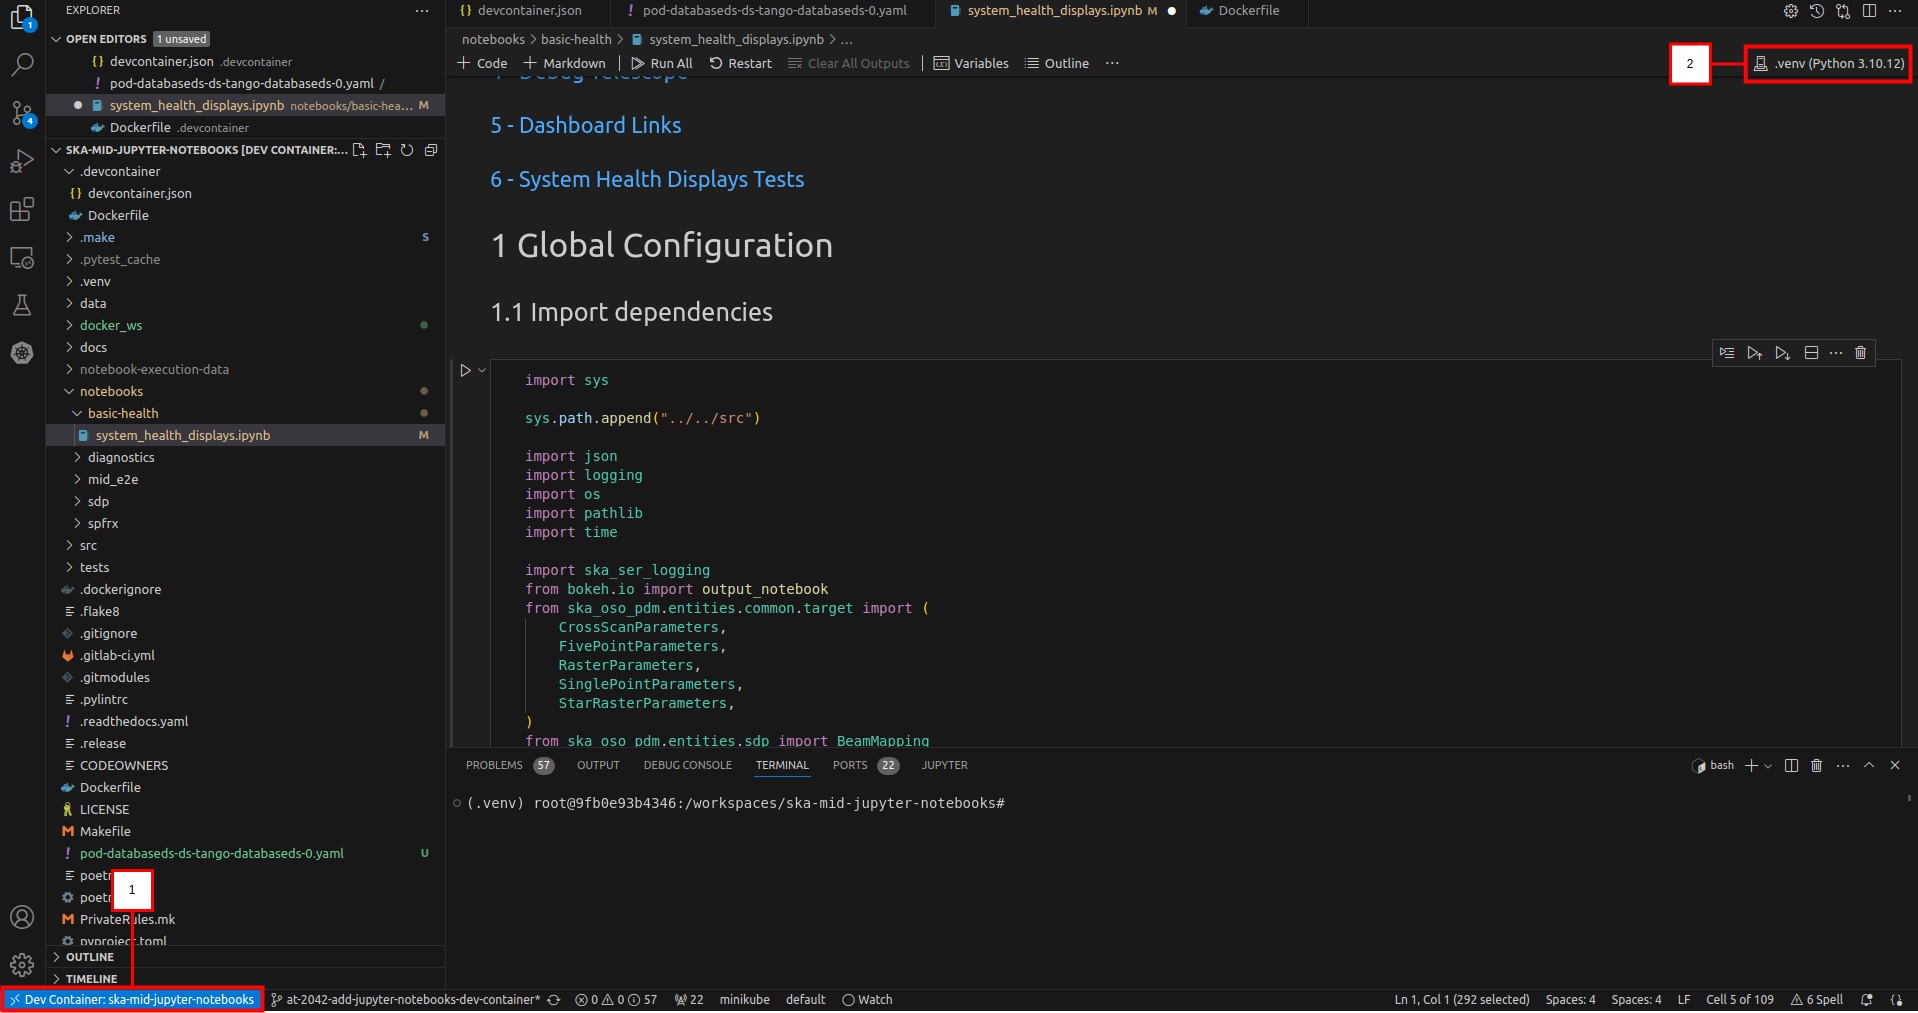 EXPLORER
OPEN EDITORS 1 unsaved
devcontainer.json .devcontainer
pod-databaseds-ds-tango-databaseds-0.yaml /
system_health_displays.ipynb notebooks/basic-hea... M
Dockerfile .devcontainer
SKA-MID-JUPYTER-NOTEBOOKS [DEV CONTAINER:...
.devcontainer
devcontainer.json
Dockerfile
.make S
.pytest_cache
.venv
data
docker_ws
docs
notebook-execution-data
notebooks
basic-health
system_health_displays.ipynb M
diagnostics
mid_e2e
sdp
spfrx
src
tests
.dockerignore
.flake8
.gitignore
.gitlab-ci.yml
.gitmodules
.pylintrc
.readthedocs.yaml
.release
CODEOWNERS
Dockerfile
LICENSE
Makefile
pod-databaseds-ds-tango-databaseds-0.yaml U
poetr
poetr
PrivateRules.mk
pyproject.toml
OUTLINE
TIMELINE
1
4
1
devcontainer.json
pod-databaseds-ds-tango-databaseds-0.yaml
system_health_displays.ipynb M
Dockerfile
notebooks > basic-health > system_health_displays.ipynb > ...
Code Markdown Run All Restart Clear All Outputs Variables Outline ...
2
.venv (Python 3.10.12)
Debug Telescope
5 - Dashboard Links
6 - System Health Displays Tests
1 Global Configuration
1.1 Import dependencies
import sys
sys.path.append("../../src")
import json
import logging
import os
import pathlib
import time
import ska_ser_logging
from bokeh.io import output_notebook
from ska_oso_pdm.entities.common.target import (
CrossScanParameters,
FivePointParameters,
RasterParameters,
SinglePointParameters,
StarRasterParameters,
)
from ska_oso_pdm.entities.sdp import BeamMapping
PROBLEMS 57 OUTPUT DEBUG CONSOLE TERMINAL PORTS 22 JUPYTER
bash
(.venv) root@9fb0e93b4346:/workspaces/ska-mid-jupyter-notebooks#
Dev Container: ska-mid-jupyter-notebooks at-2042-add-jupyter-notebooks-dev-container* 0 0 57 22 minikube default Watch
Ln 1, Col 1 (292 selected) Spaces: 4 Spaces: 4 LF Cell 5 of 109 6 Spell